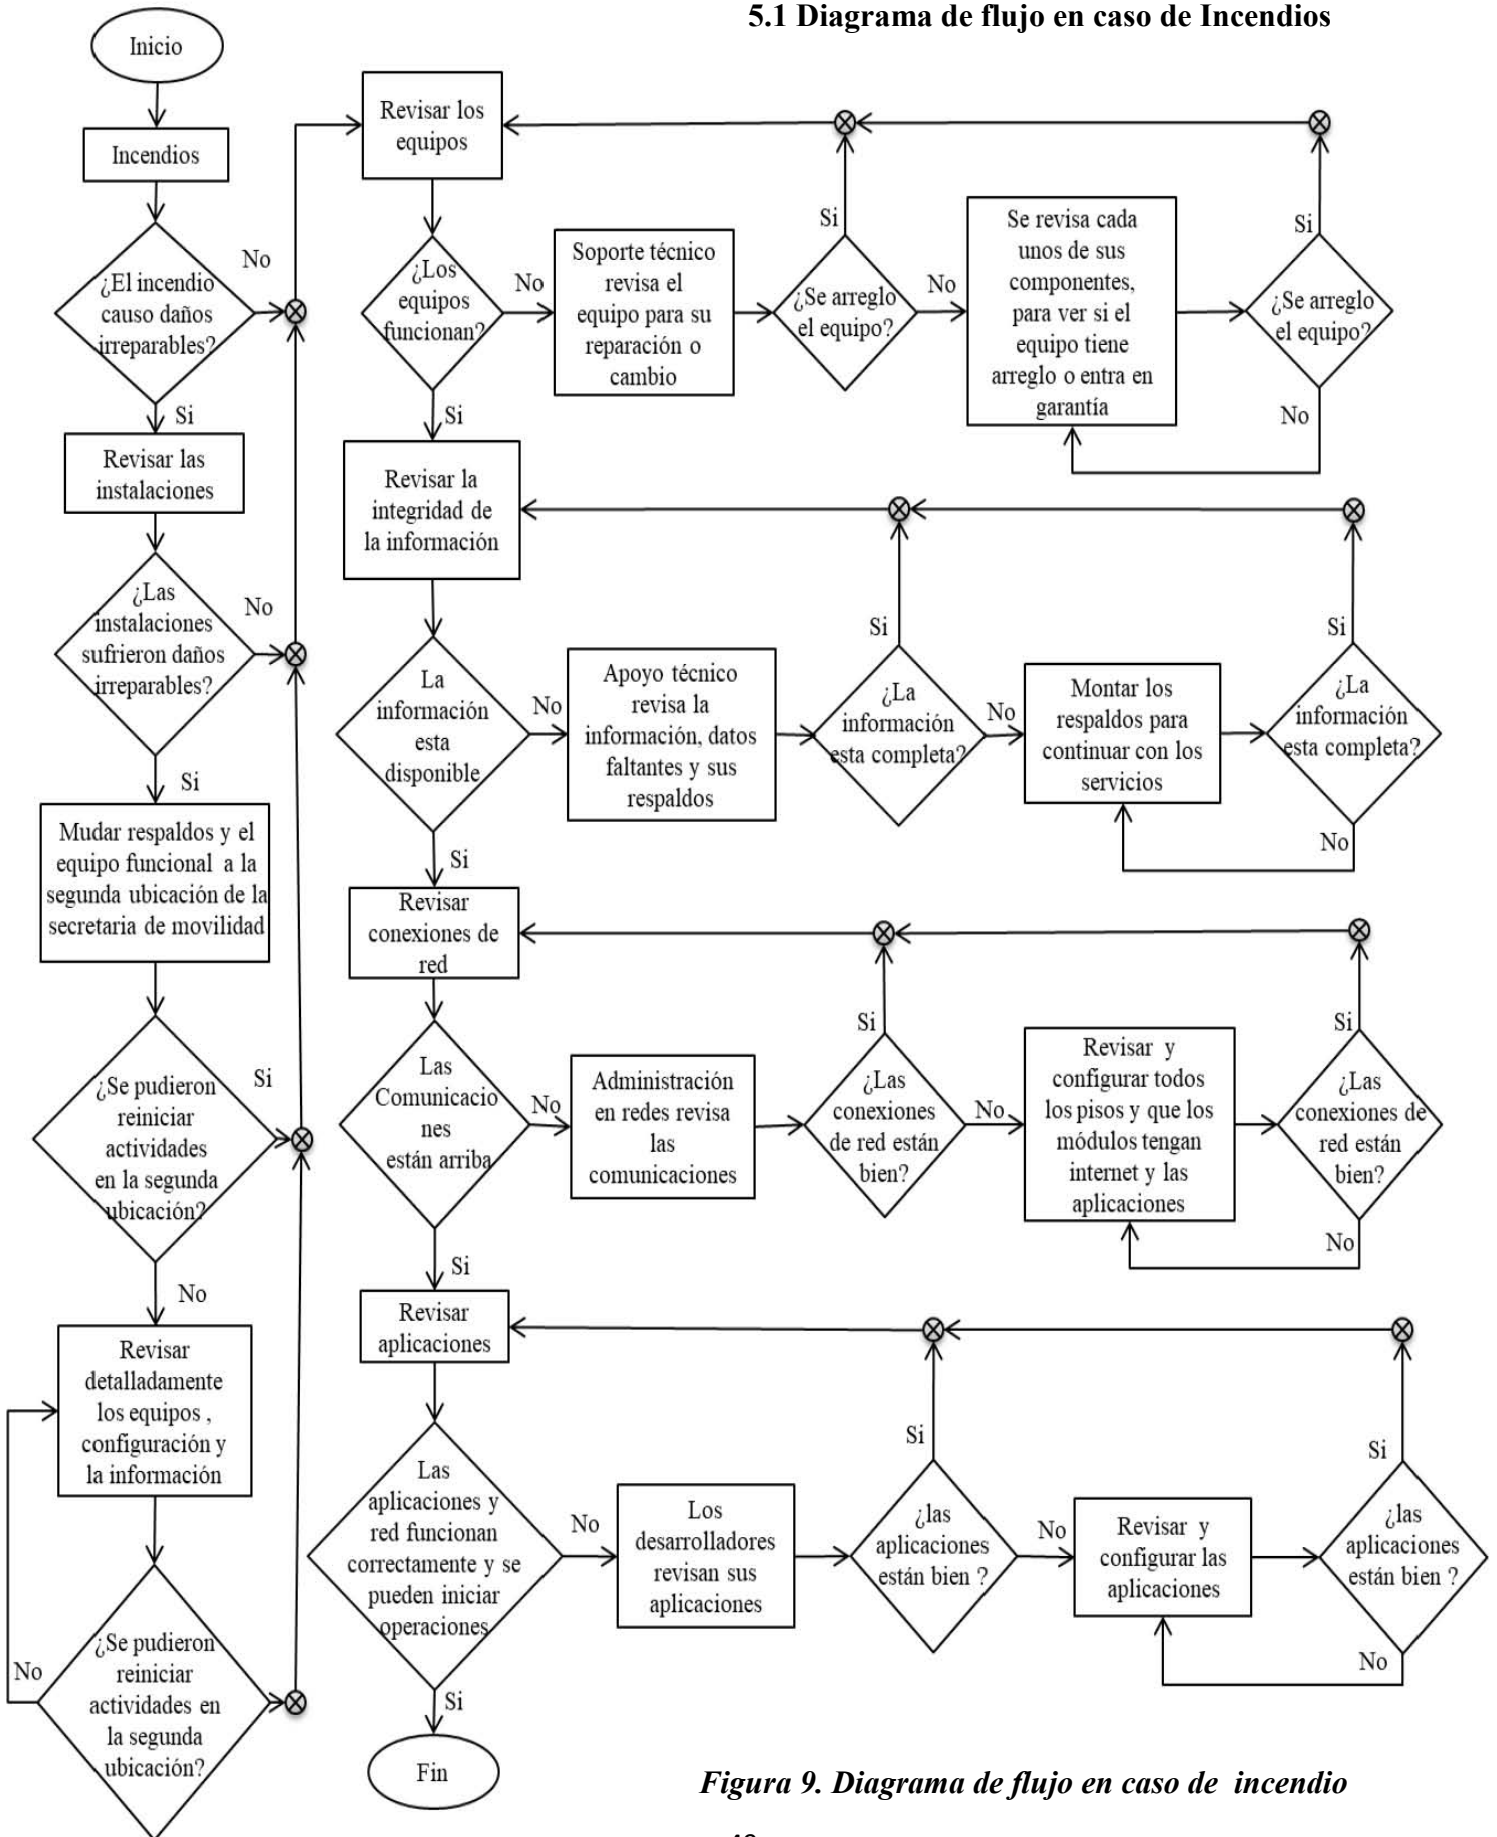 5.1 Diagrama de flujo en caso de Incendios
Inicio
Incendios
¿El incendio
causo daños
irreparables?
No
Si
Revisar las
instalaciones
¿Las
instalaciones
sufrieron daños
irreparables?
No
Si
Mudar respaldos y el
equipo funcional a la
segunda ubicación de la
secretaria de movilidad
¿Se pudieron
reiniciar
actividades
en la segunda
ubicación?
Si
No
Revisar
detalladamente
los equipos ,
configuración y
la información
¿Se pudieron
reiniciar
actividades en
la segunda
ubicación?
No
Revisar los
equipos
¿Los
equipos
funcionan?
No
Soporte técnico
revisa el
equipo para su
reparación o
cambio
Si
¿Se arreglo
el equipo?
No
Se revisa cada
unos de sus
componentes,
para ver si el
equipo tiene
arreglo o entra en
garantía
Si
¿Se arreglo
el equipo?
No
Si
Revisar la
integridad de
la información
La
información
esta
disponible
No
Apoyo técnico
revisa la
información, datos
faltantes y sus
respaldos
Si
¿La
información
esta completa?
No
Montar los
respaldos para
continuar con los
servicios
Si
¿La
información
esta completa?
No
Si
Revisar
conexiones de
red
Las
Comunicacio
nes
están arriba
No
Administración
en redes revisa
las
comunicaciones
Si
¿Las
conexiones
de red están
bien?
No
Revisar y
configurar todos
los pisos y que los
módulos tengan
internet y las
aplicaciones
Si
¿Las
conexiones de
red están
bien?
No
Si
Revisar
aplicaciones
Las
aplicaciones y
red funcionan
correctamente y se
pueden iniciar
operaciones
No
Los
desarrolladores
revisan sus
aplicaciones
Si
¿las
aplicaciones
están bien ?
No
Revisar y
configurar las
aplicaciones
Si
¿las
aplicaciones
están bien ?
No
Si
Fin
Figura 9. Diagrama de flujo en caso de incendio